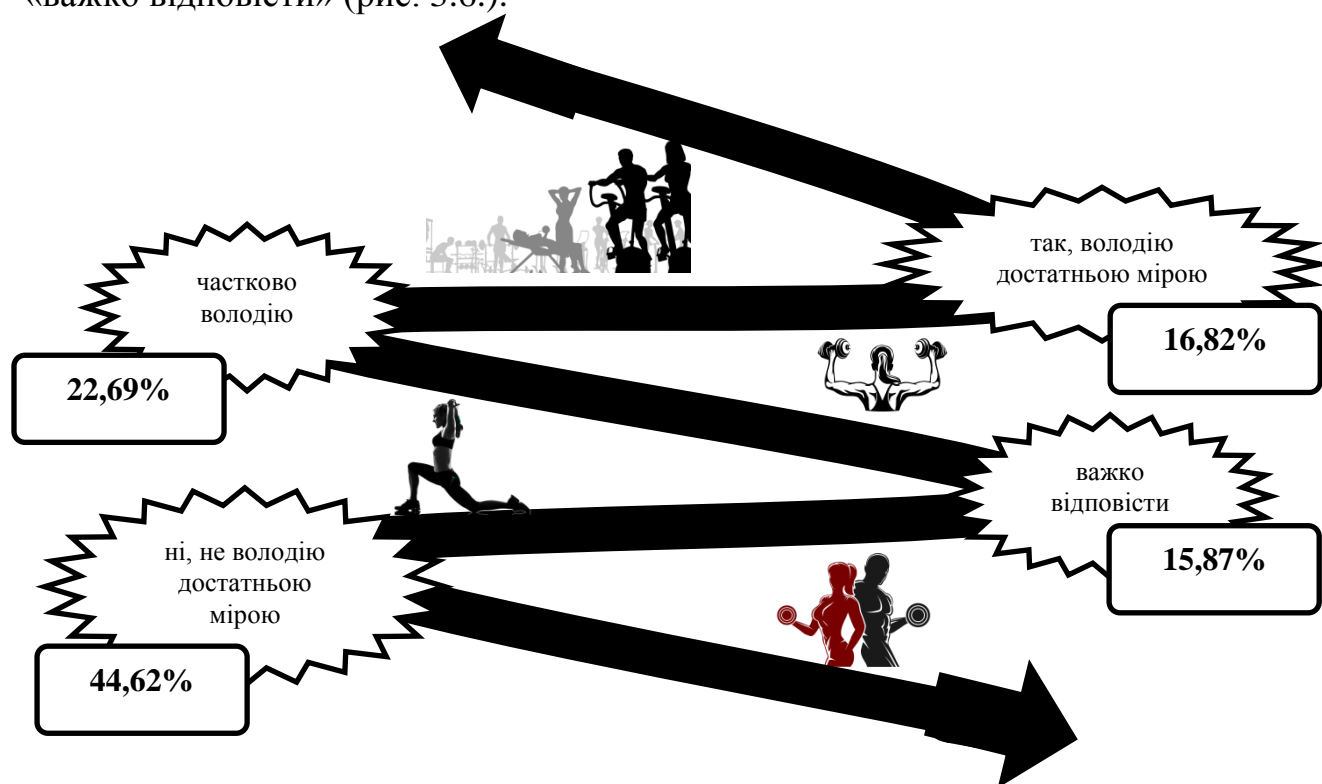 «важко відповісти» (рис. 3.6.).
так, володію
достатньою мірою
16,82%
частково
володію
22,69%
важко
відповісти
15,87%
ні, не володію
достатньою
мірою
44,62%